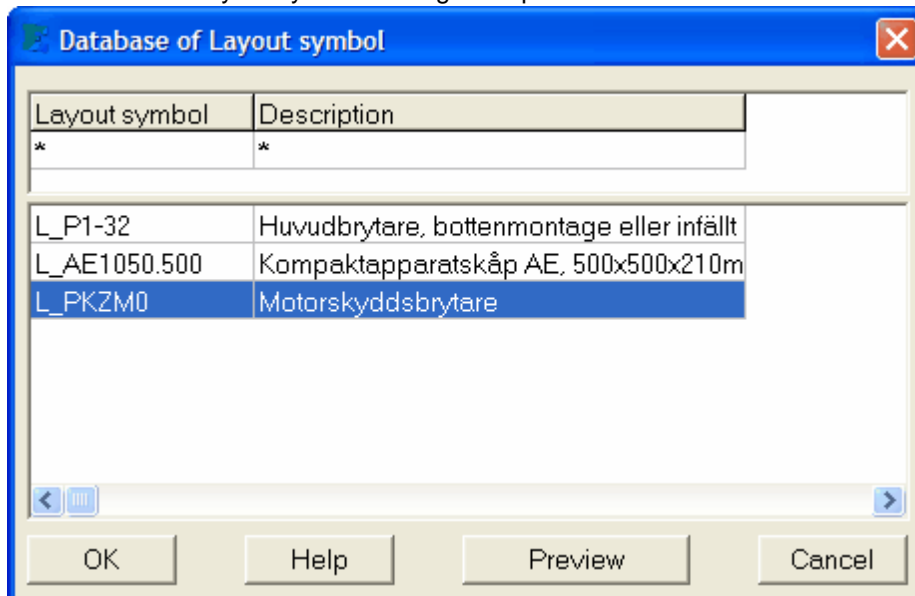 Database of Layout symbol
Layout symbol Description
* *
L_P1-32 Huvudbrytare, bottenmontage eller infällt
L_AE1050.500 Kompaktapparatskåp AE, 500x500x210m
L_PKZM0 Motorskyddsbrytare
OK Help Preview Cancel